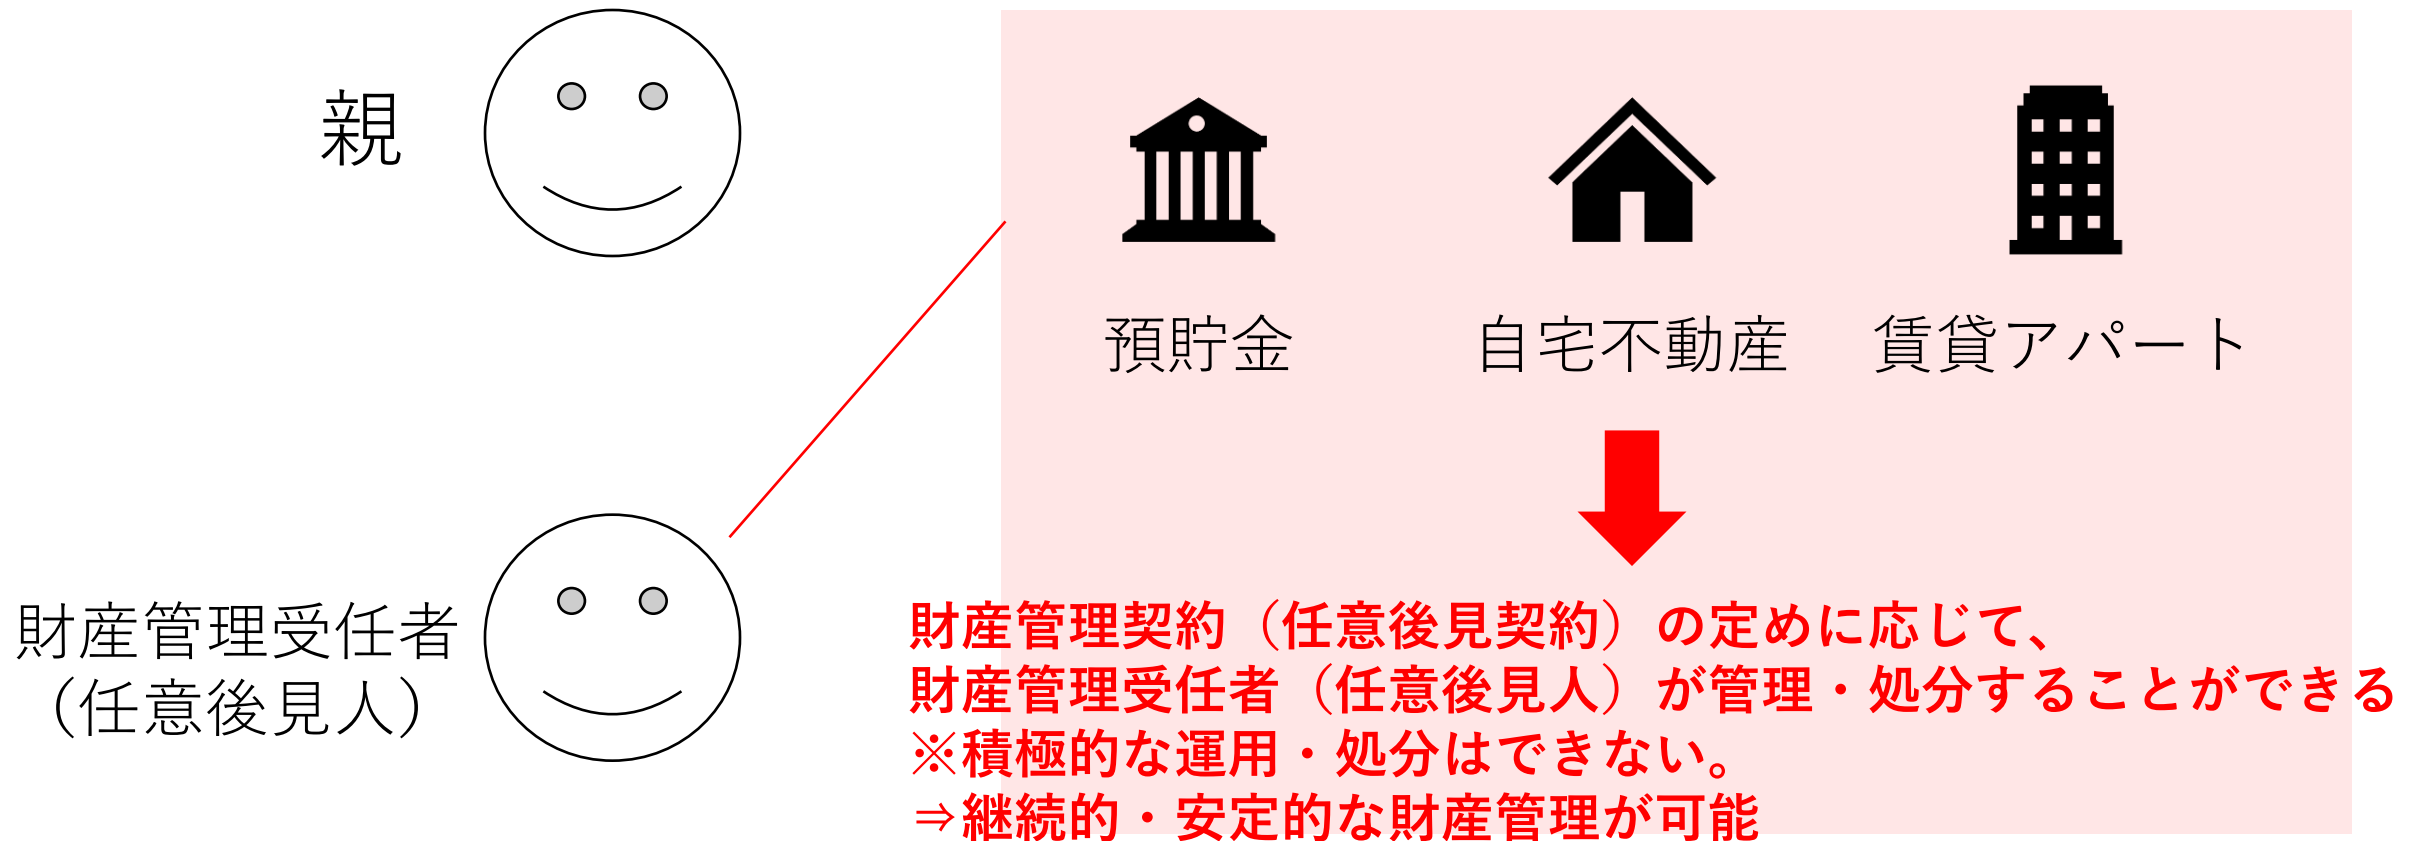 親
預貯金
自宅不動産
賃貸アパート
財産管理受任者
（任意後見人）
財産管理契約（任意後見契約）の定めに応じて、
財産管理受任者（任意後見人）が管理・処分することができる
※積極的な運用・処分はできない。
⇒継続的・安定的な財産管理が可能